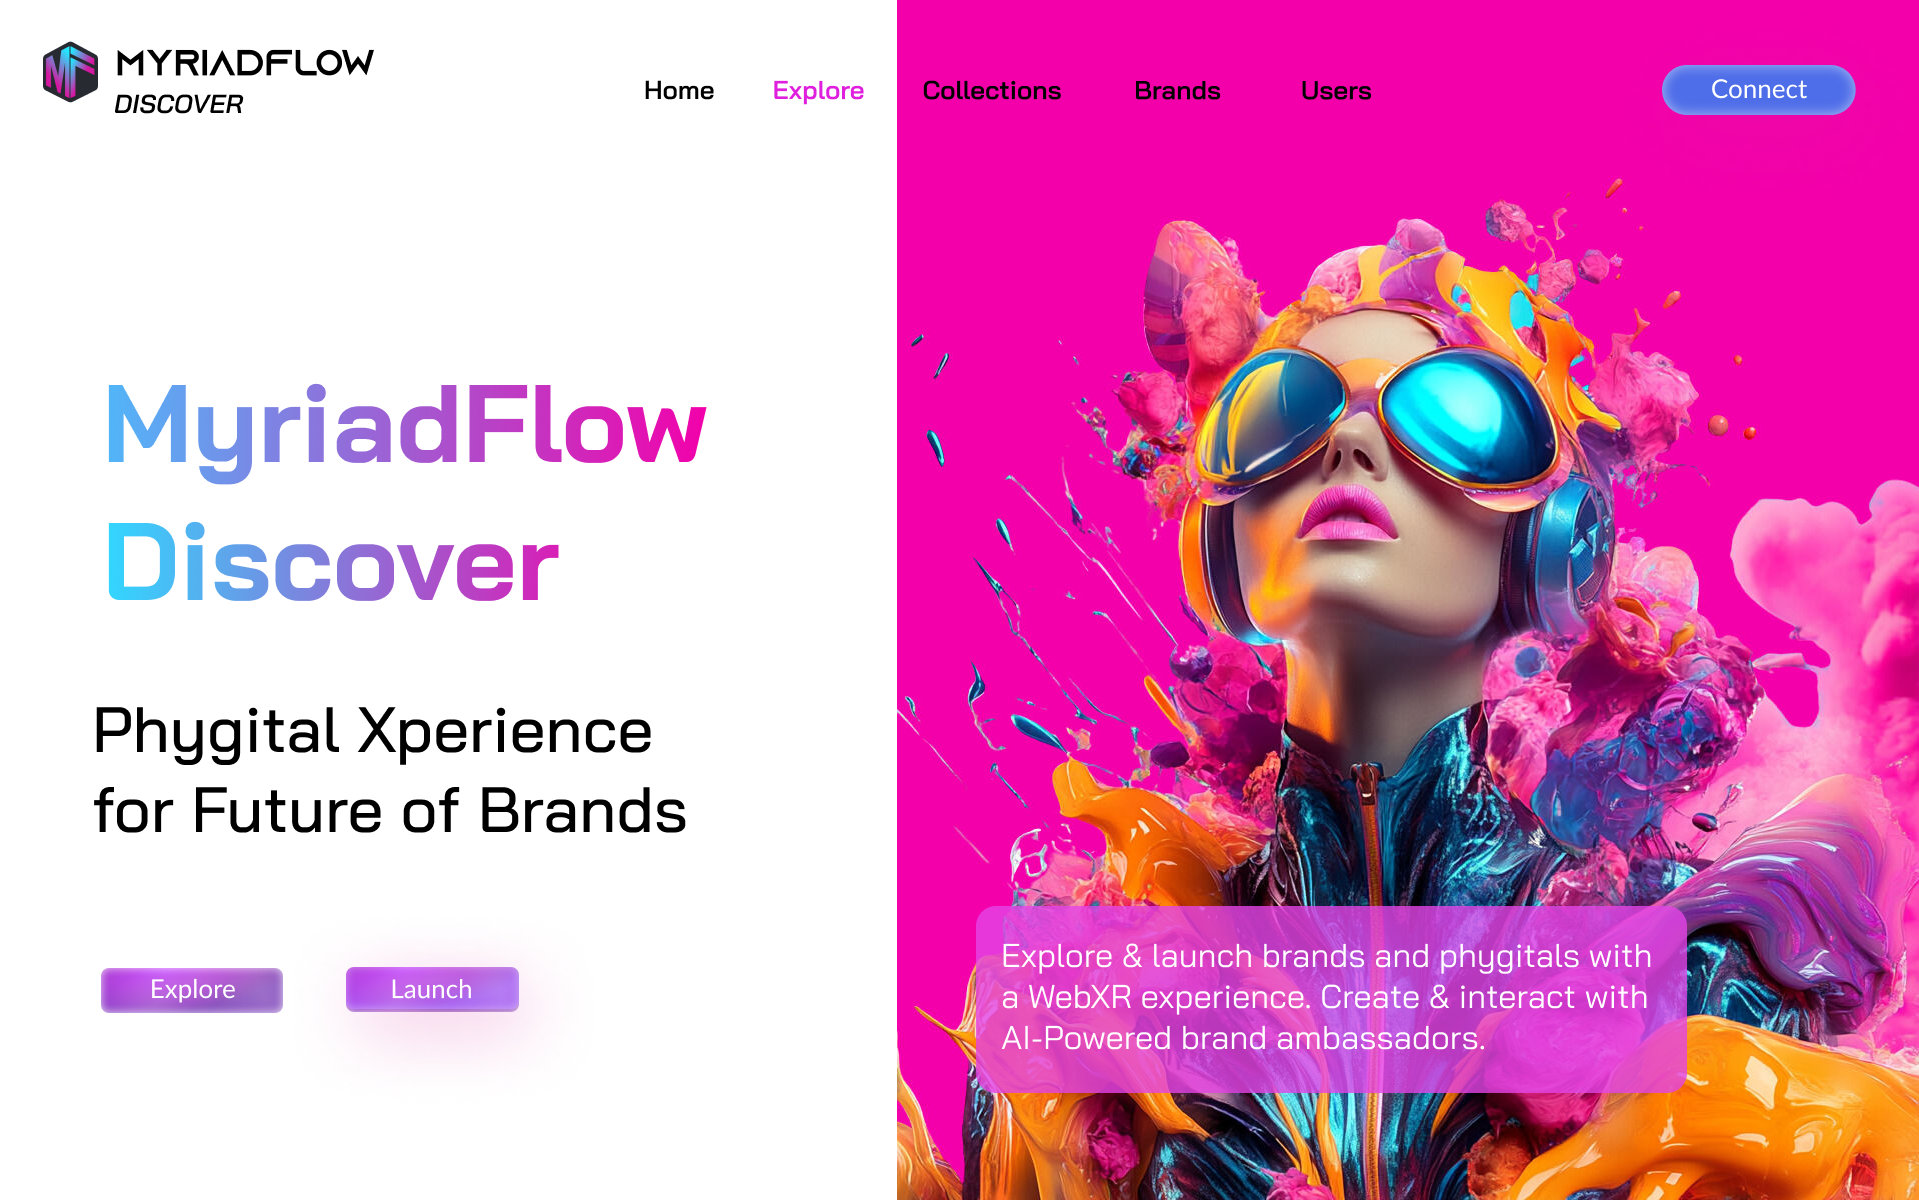 MYRIADFLOW
DISCOVER
Home Explore Collections Brands Users Connect
MyriadFlow
Discover
Phygital Xperience
for Future of Brands
Explore Launch
Explore & launch brands and phygitals with
a WebXR experience. Create & interact with
AI-Powered brand ambassadors.